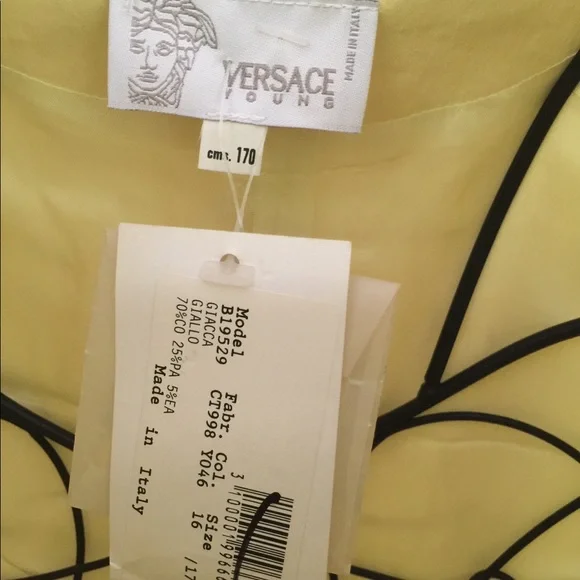 VERSACE
YOUNG
MADE IN ITALY
cms. 170
Model Fabr. Col. Size
B19529 CT998 Y046 16
GIACCA
GIALLO
70%CO 25%PA 5%EA
Made in Italy